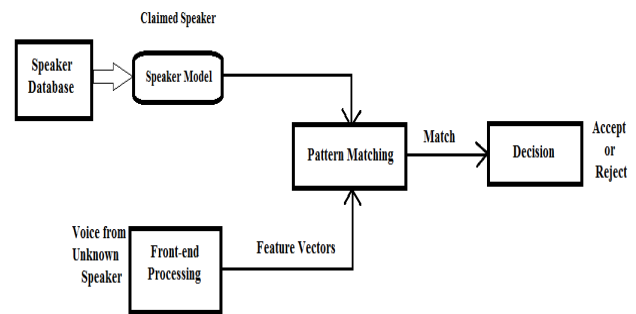 Claimed Speaker
Speaker
Database
Speaker Model
Pattern Matching
Match
Decision
Accept
or
Reject
Voice from
Unknown
Speaker
Front-end
Processing
Feature Vectors